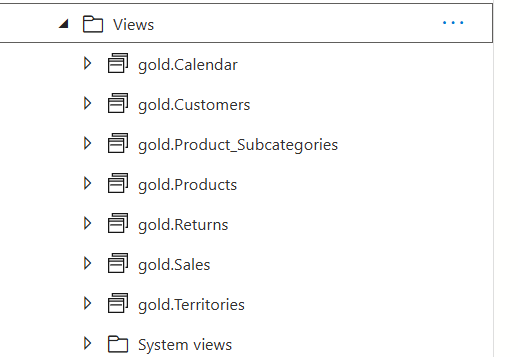 Views
gold.Calendar
gold.Customers
gold.Product_Subcategories
gold.Products
gold.Returns
gold.Sales
gold.Territories
System views